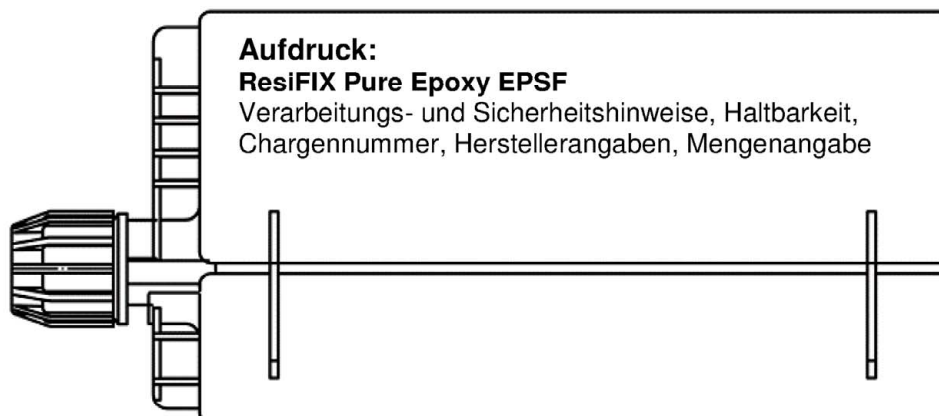 Aufdruck:
ResiFIX Pure Epoxy EPSF
Verarbeitungs- und Sicherheitshinweise, Haltbarkeit,
Chargennummer, Herstellerangaben, Mengenangabe